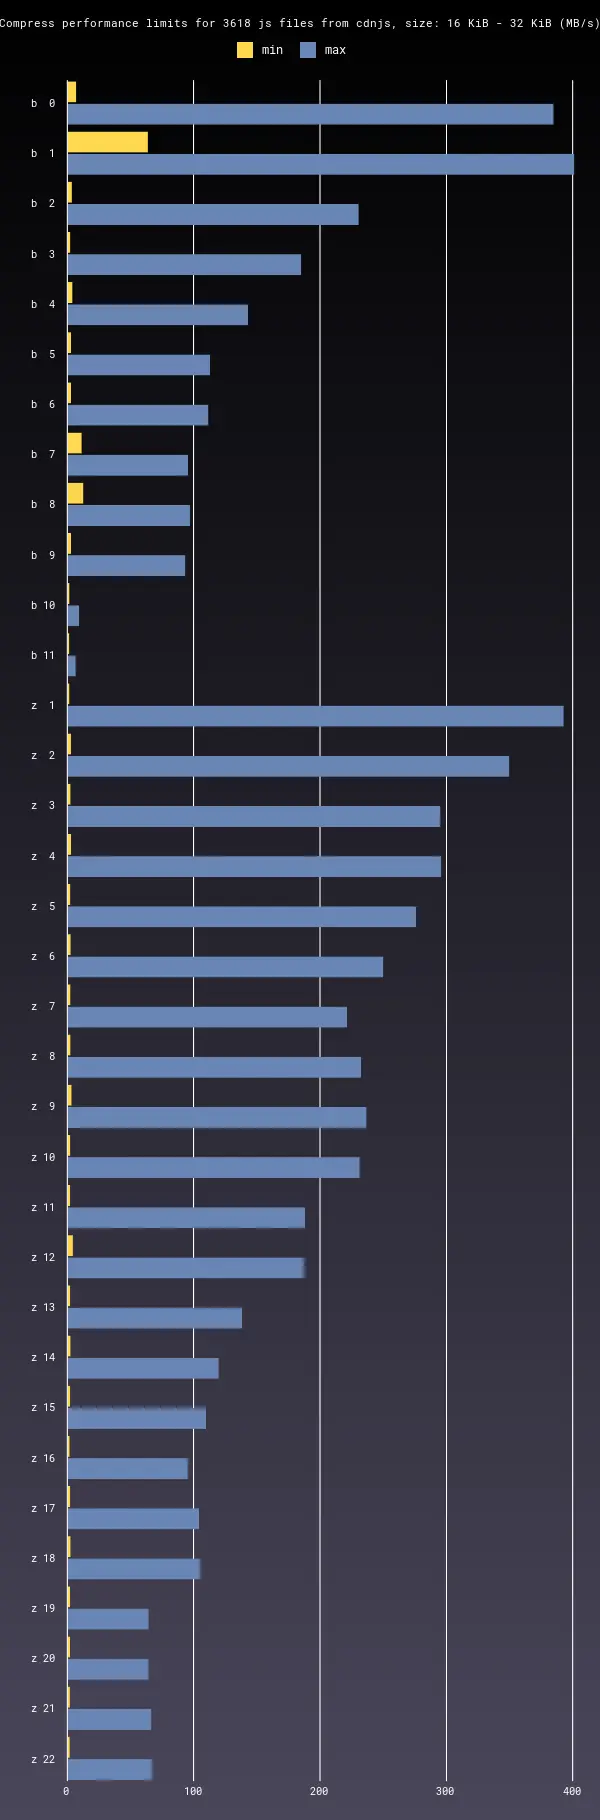 Compress performance limits for 3618 js files from cdnjs, size: 16 KiB - 32 KiB (MB/s)
min max
b 0
b 1
b 2
b 3
b 4
b 5
b 6
b 7
b 8
b 9
b 10
b 11
z 1
z 2
z 3
z 4
z 5
z 6
z 7
z 8
z 9
z 10
z 11
z 12
z 13
z 14
z 15
z 16
z 17
z 18
z 19
z 20
z 21
z 22
0 100 200 300 400